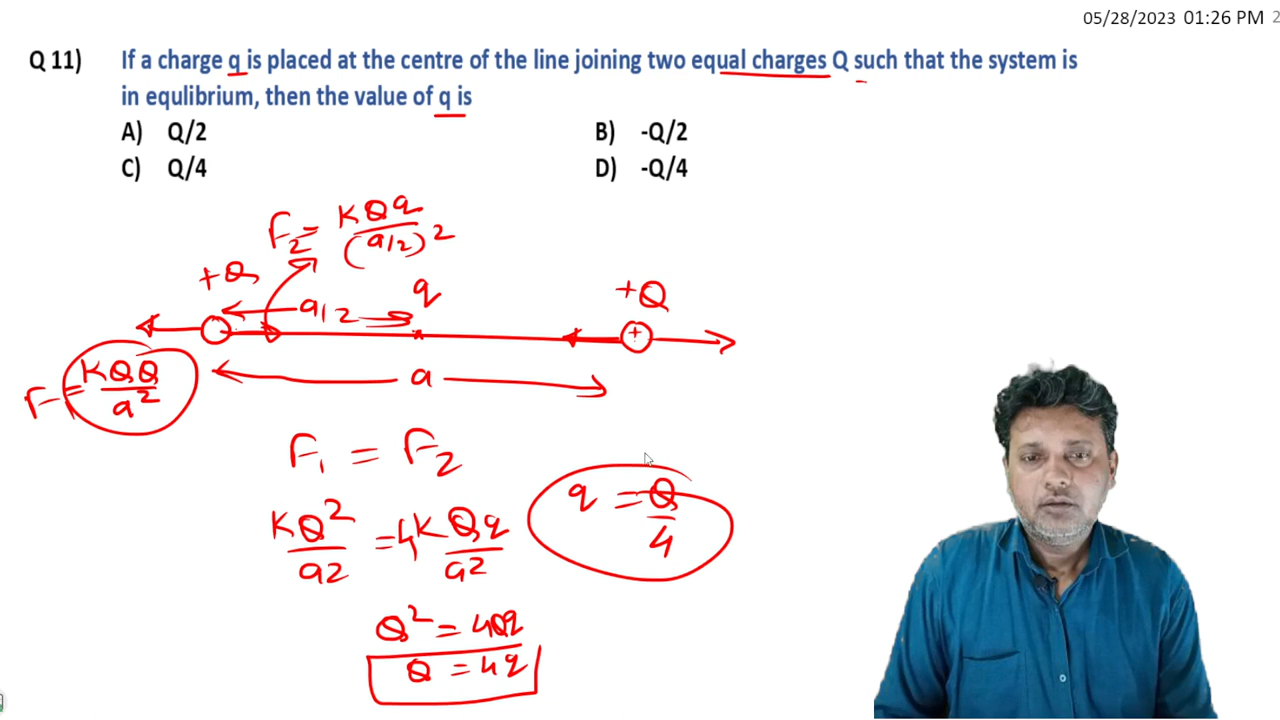 05/28/2023 01:26 PM 2
Q 11) If a charge q is placed at the centre of the line joining two equal charges Q such that the system is
in equlibrium, then the value of q is
A) Q/2 B) -Q/2
C) Q/4 D) -Q/4
F₂ = KQq/(a/2)²
+Q
a/2
q
+Q
+
F = KQQ/a²
a
F₁ = F₂
KQ²/a² = 4KQq/a²
q = Q/4
Q² = 4Qq
Q = 4q